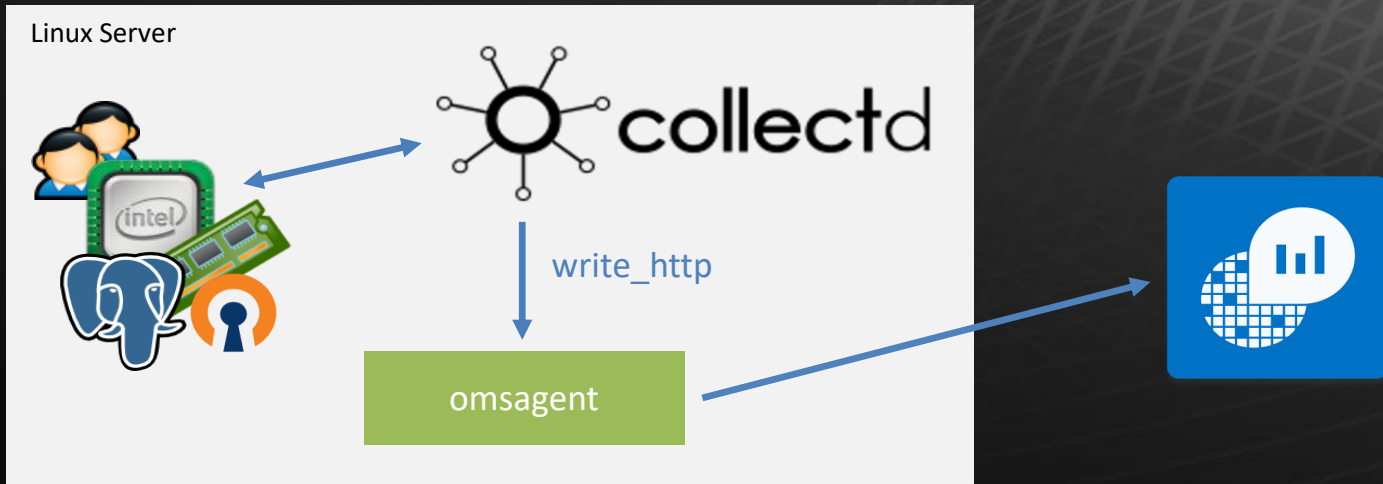 Linux Server
collectd
intel
write_http
omsagent